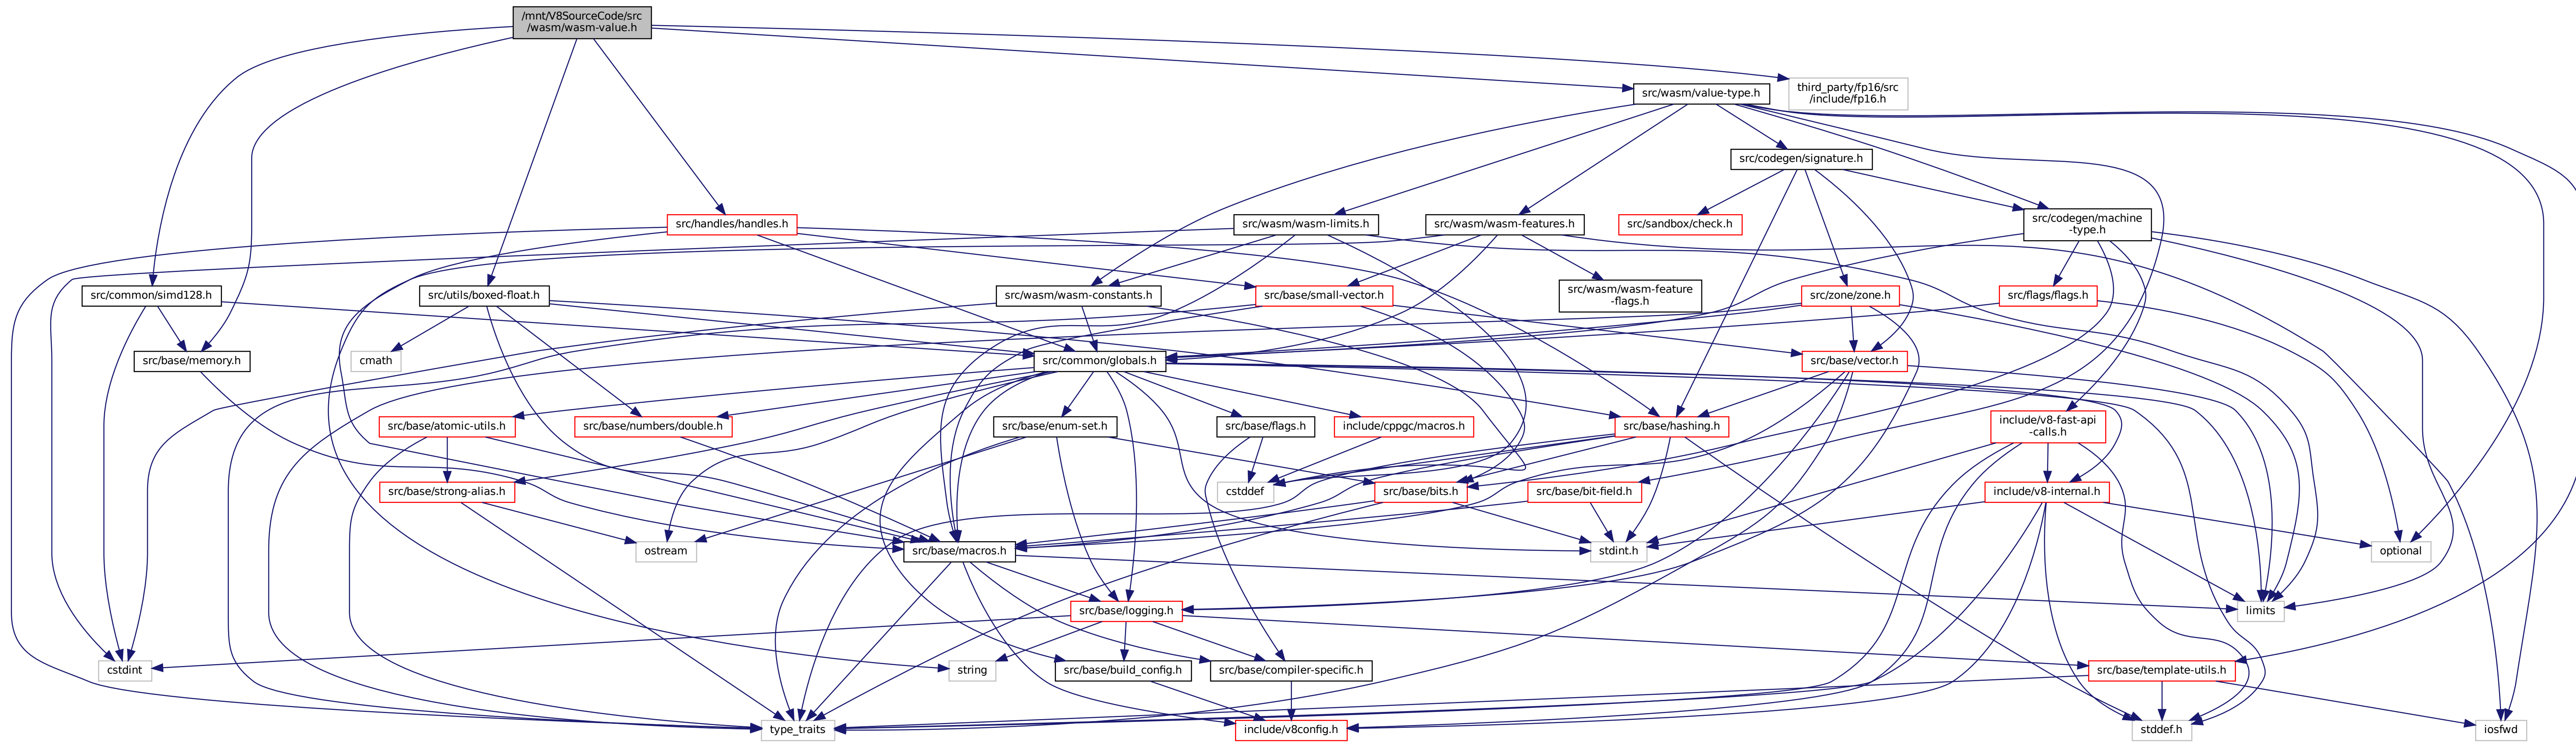 /mnt/V8SourceCode/src
/wasm/wasm-value.h
third_party/fp16/src
/include/fp16.h
src/wasm/value-type.h
src/codegen/signature.h
src/handles/handles.h
src/wasm/wasm-limits.h
src/wasm/wasm-features.h
src/sandbox/check.h
src/codegen/machine
-type.h
src/common/simd128.h
src/utils/boxed-float.h
src/wasm/wasm-constants.h
src/base/small-vector.h
src/wasm/wasm-feature
-flags.h
src/zone/zone.h
src/flags/flags.h
src/base/memory.h
cmath
src/common/globals.h
src/base/vector.h
src/base/atomic-utils.h
src/base/numbers/double.h
src/base/enum-set.h
src/base/flags.h
include/cppgc/macros.h
src/base/hashing.h
include/v8-fast-api
-calls.h
src/base/strong-alias.h
cstddef
src/base/bits.h
src/base/bit-field.h
include/v8-internal.h
ostream
src/base/macros.h
stdint.h
optional
src/base/logging.h
limits
cstdint
string
src/base/build_config.h
src/base/compiler-specific.h
src/base/template-utils.h
type_traits
include/v8config.h
stddef.h
iosfwd